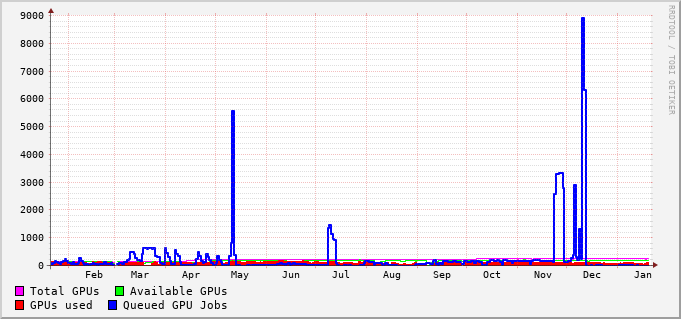 9000
8000
7000
6000
5000
4000
3000
2000
1000
0
Feb Mar Apr May Jun Jul Aug Sep Oct Nov Dec Jan
Total GPUs Available GPUs
GPUs used Queued GPU Jobs
RRDTOOL / TOBI OETIKER